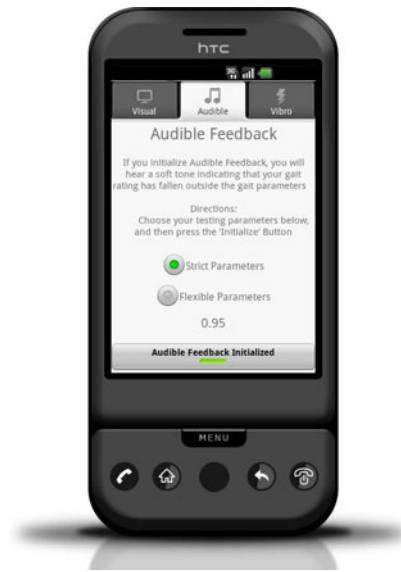 htc
3G
Visual
Audible
Vibro
Audible Feedback
If you initialize Audible Feedback, you will
hear a soft tone indicating that your gait
rating has fallen outside the gait parameters
Directions:
Choose your testing parameters below,
and then press the 'Initialize' Button
Strict Parameters
Flexible Parameters
0.95
Audible Feedback Initialized
MENU